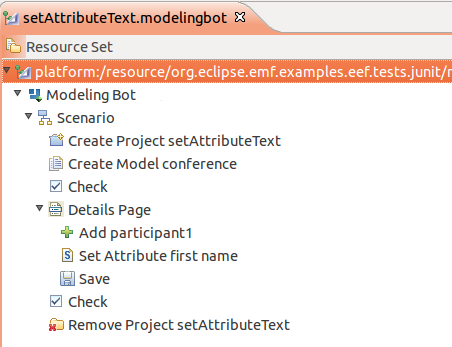 setAttributeText.modelingbot
Resource Set
platform:/resource/org.eclipse.emf.examples.eef.tests.junit/
Modeling Bot
Scenario
Create Project setAttributeText
Create Model conference
Check
Details Page
Add participant1
Set Attribute first name
Save
Check
Remove Project setAttributeText